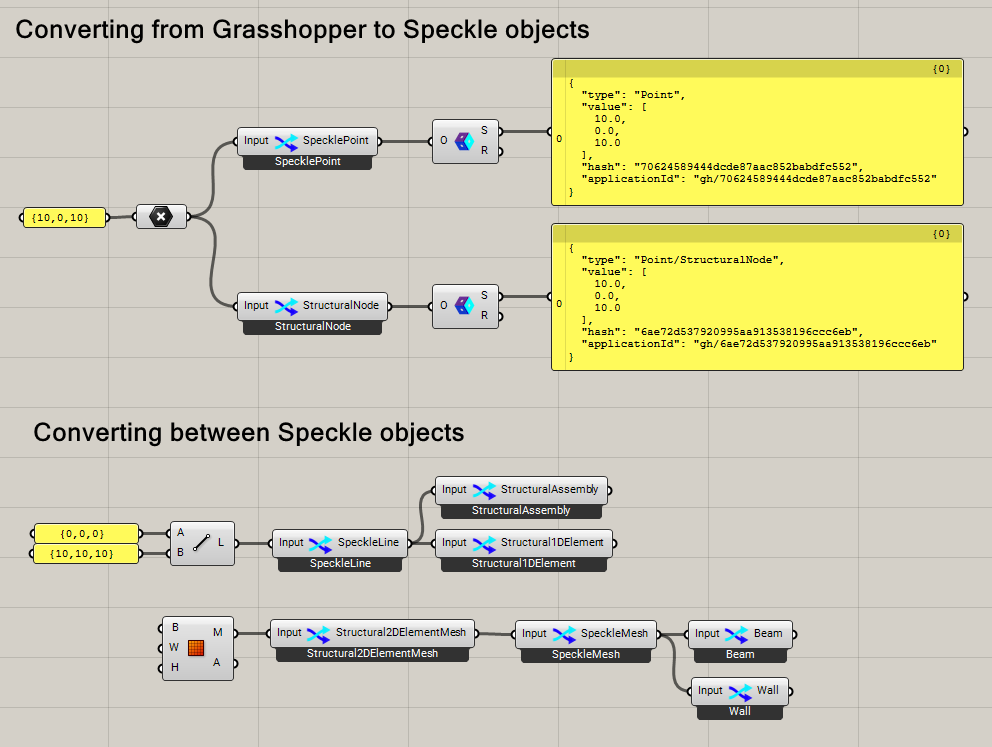 Converting from Grasshopper to Speckle objects
{0}
{
"type": "Point",
"value": [
10.0,
0.0,
10.0
],
"hash": "70624589444dcde87aac852babdfc552",
"applicationId": "gh/70624589444dcde87aac852babdfc552"
}
0
Input SpecklePoint
SpecklePoint
O S
R
{10,0,10}
{0}
{
"type": "Point/StructuralNode",
"value": [
10.0,
0.0,
10.0
],
"hash": "6ae72d537920995aa913538196ccc6eb",
"applicationId": "gh/6ae72d537920995aa913538196ccc6eb"
}
0
Input StructuralNode
StructuralNode
O S
R
Converting between Speckle objects
Input StructuralAssembly
StructuralAssembly
{0,0,0}
{10,10,10}
A
B
L
Input SpeckleLine
SpeckleLine
Input Structural1DElement
Structural1DElement
B
W
H
M
A
Input Structural2DElementMesh
Structural2DElementMesh
Input SpeckleMesh
SpeckleMesh
Input Beam
Beam
Input Wall
Wall